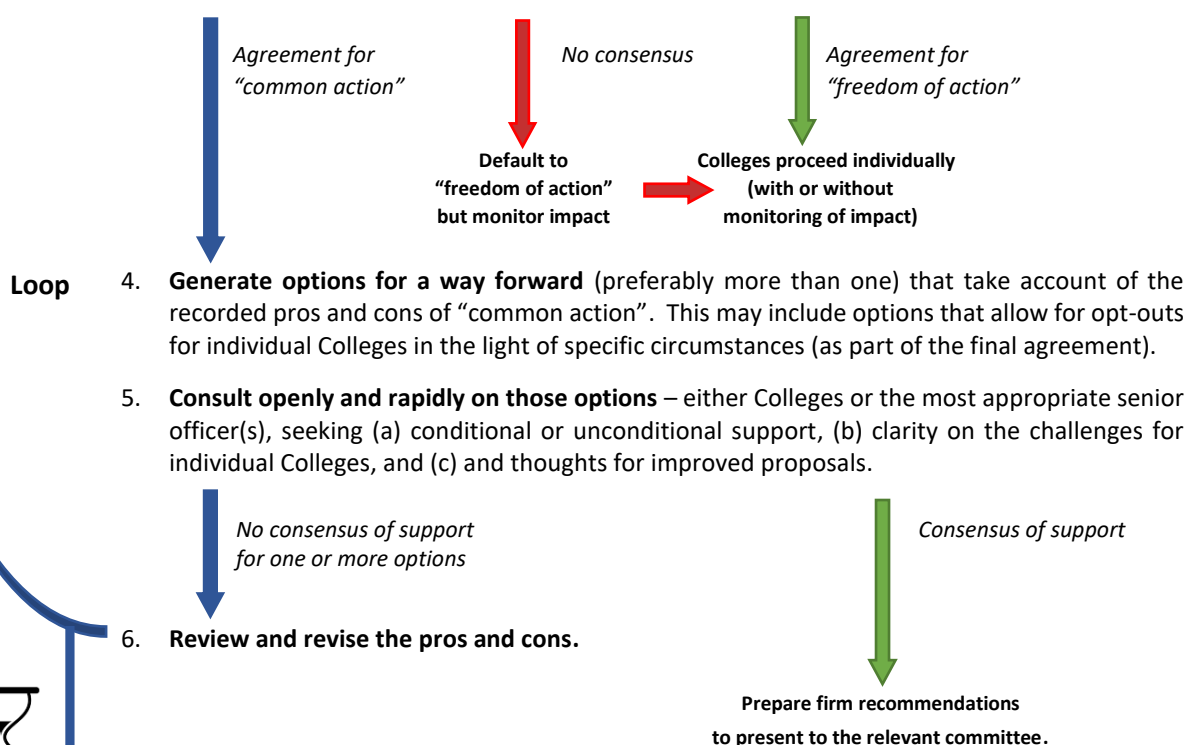 Agreement for
“common action”
No consensus
Agreement for
“freedom of action”
Default to
“freedom of action”
but monitor impact
Colleges proceed individually
(with or without
monitoring of impact)
Loop
4. Generate options for a way forward (preferably more than one) that take account of the
recorded pros and cons of “common action”. This may include options that allow for opt-outs
for individual Colleges in the light of specific circumstances (as part of the final agreement).
5. Consult openly and rapidly on those options – either Colleges or the most appropriate senior
officer(s), seeking (a) conditional or unconditional support, (b) clarity on the challenges for
individual Colleges, and (c) and thoughts for improved proposals.
No consensus of support
for one or more options
Consensus of support
6. Review and revise the pros and cons.
Prepare firm recommendations
to present to the relevant committee.